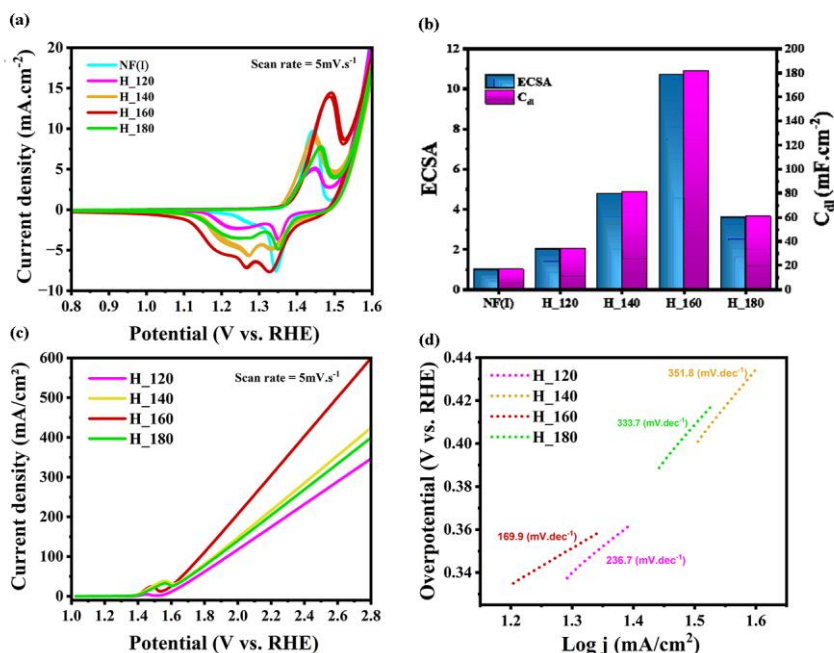 (a)
Current density (mA.cm⁻²)
20
15
10
5
0
−5
−10
NF(I)
H_120
H_140
H_160
H_180
Scan rate = 5mV.s⁻¹
0.8 0.9 1.0 1.1 1.2 1.3 1.4 1.5 1.6
Potential (V vs. RHE)
(b)
ECSA
12
10
8
6
4
2
0
ECSA
C_dl
200
180
160
140
120
100
80
60
40
20
0
C_dl (mF.cm⁻²)
NF(I) H_120 H_140 H_160 H_180
(c)
Current density (mA/cm²)
600
500
400
300
200
100
0
H_120
H_140
H_160
H_180
Scan rate = 5mV.s⁻¹
1.0 1.2 1.4 1.6 1.8 2.0 2.2 2.4 2.6 2.8
Potential (V vs. RHE)
(d)
Overpotential (V vs. RHE)
0.44
0.42
0.40
0.38
0.36
0.34
H_120
H_140
H_160
H_180
351.8 (mV.dec⁻¹)
333.7 (mV.dec⁻¹)
169.9 (mV.dec⁻¹)
236.7 (mV.dec⁻¹)
1.2 1.3 1.4 1.5 1.6
Log j (mA/cm²)